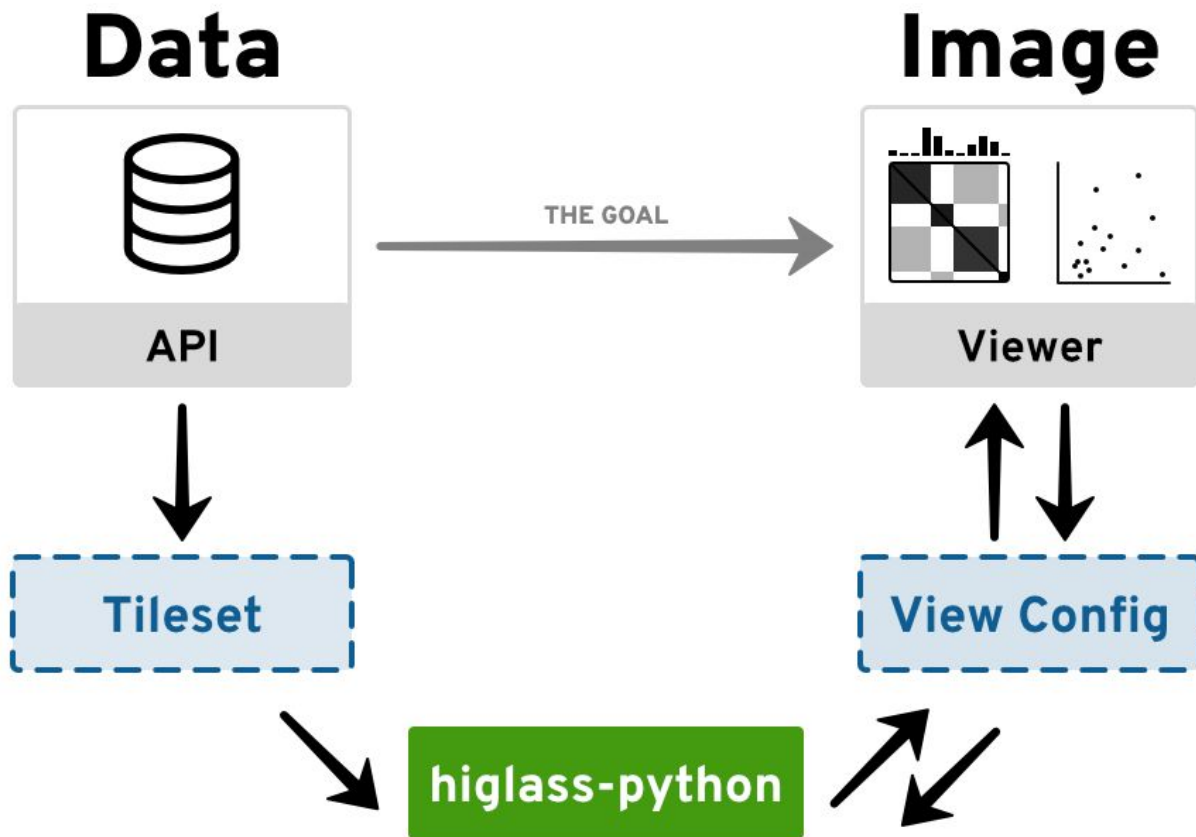 Data
Image
THE GOAL
API
Viewer
Tileset
View Config
higlass-python